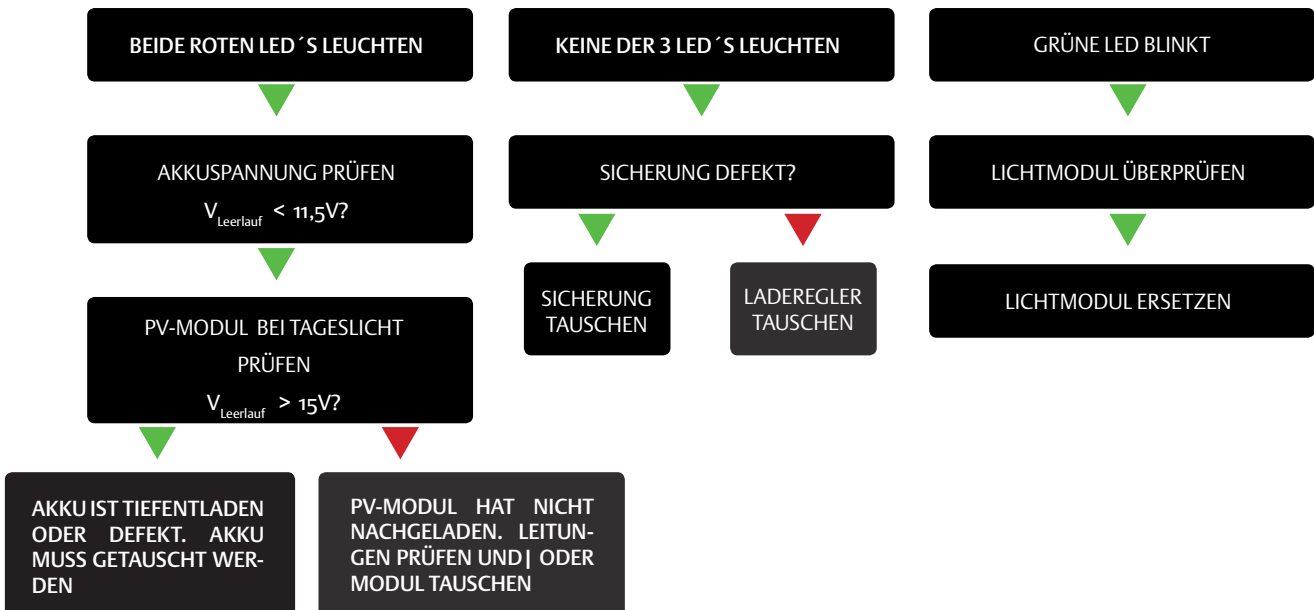 BEIDE ROTEN LED´S LEUCHTEN
AKKUSPANNUNG PRÜFEN
V Leerlauf < 11,5V?
PV-MODUL BEI TAGESLICHT
PRÜFEN
V Leerlauf > 15V?
AKKU IST TIEFENTLADEN
ODER DEFEKT. AKKU
MUSS GETAUSCHT WER-
DEN
PV-MODUL HAT NICHT
NACHGELADEN. LEITUN-
GEN PRÜFEN UND| ODER
MODUL TAUSCHEN
KEINE DER 3 LED´S LEUCHTEN
SICHERUNG DEFEKT?
SICHERUNG
TAUSCHEN
LADEREGLER
TAUSCHEN
GRÜNE LED BLINKT
LICHTMODUL ÜBERPRÜFEN
LICHTMODUL ERSETZEN